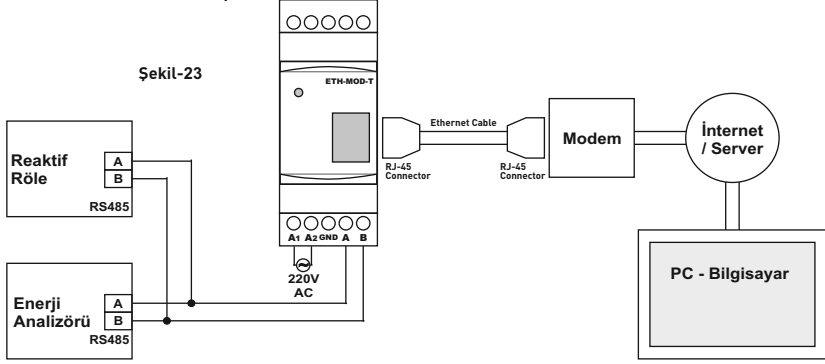 Şekil-23
ETH-MOD-T
Ethernet Cable
RJ-45
Connector
RJ-45
Connector
Modem
İnternet
/ Server
Reaktif
Röle
A
B
RS485
A1 A2 GND A B
220V
AC
PC - Bilgisayar
Enerji
Analizörü
A
B
RS485